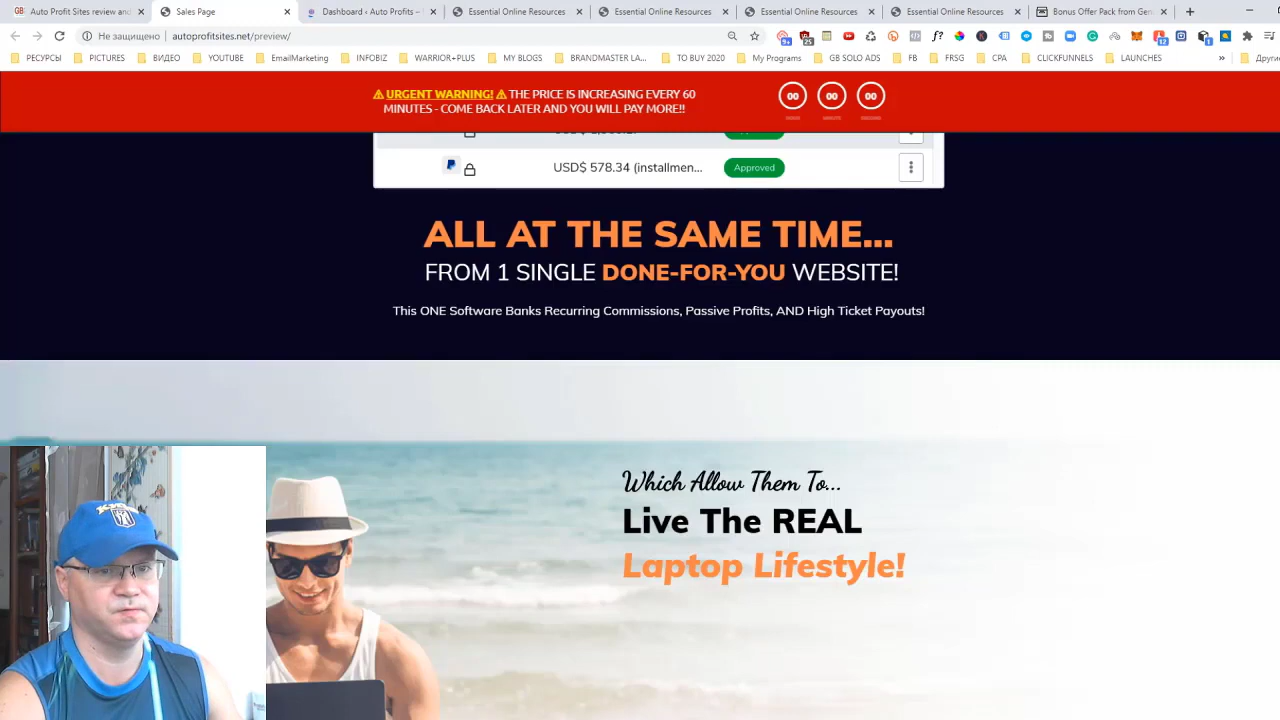 Auto Profit Sites review and
Sales Page
Dashboard ‹ Auto Profits –
Essential Online Resources
Essential Online Resources
Essential Online Resources
Essential Online Resources
Bonus Offer Pack from Gen
Не защищено
autoprofitsites.net/preview/
РЕСУРСЫ
PICTURES
ВИДЕО
YOUTUBE
EmailMarketing
INFOBIZ
WARRIOR+PLUS
MY BLOGS
BRANDMASTER LA...
TO BUY 2020
My Programs
GB SOLO ADS
FB
FRSG
CPA
CLICKFUNNELS
LAUNCHES
»
⚠ URGENT WARNING! ⚠ THE PRICE IS INCREASING EVERY 60
MINUTES - COME BACK LATER AND YOU WILL PAY MORE!!
00 00 00
USD$ 578.34 (installmen...
Approved
ALL AT THE SAME TIME...
FROM 1 SINGLE DONE-FOR-YOU WEBSITE!
This ONE Software Banks Recurring Commissions, Passive Profits, AND High Ticket Payouts!
Which Allow Them To...
Live The REAL
Laptop Lifestyle!